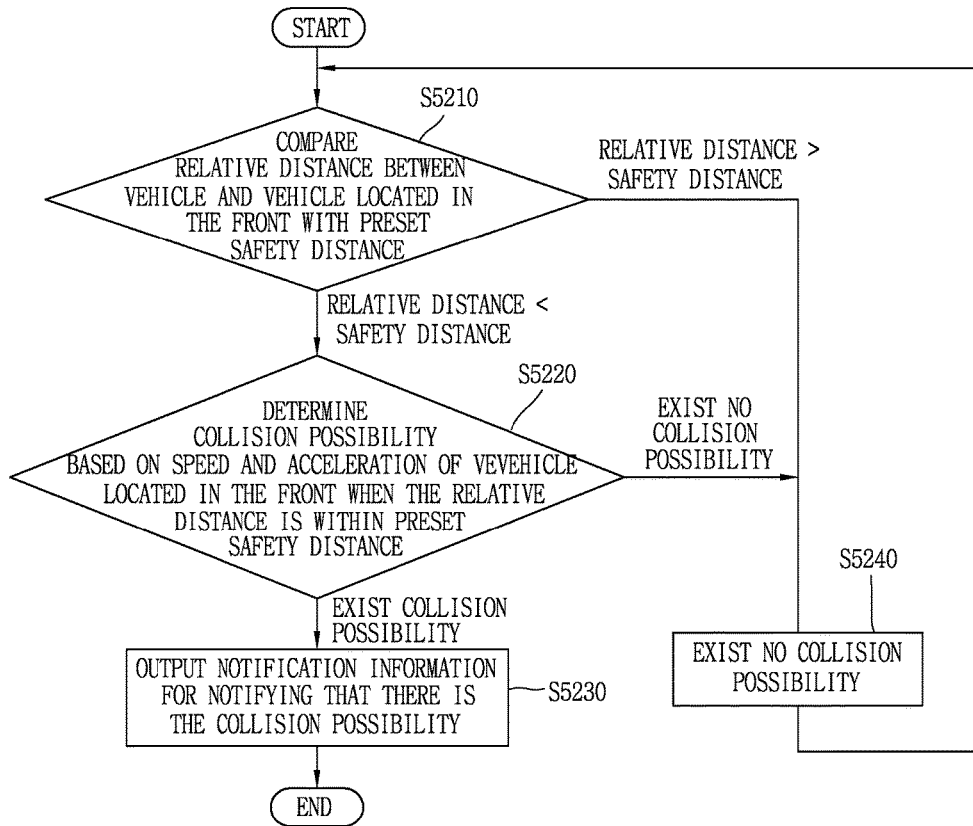 START
S5210
COMPARE
RELATIVE DISTANCE BETWEEN
VEHICLE AND VEHICLE LOCATED IN
THE FRONT WITH PRESET
SAFETY DISTANCE
RELATIVE DISTANCE >
SAFETY DISTANCE
RELATIVE DISTANCE <
SAFETY DISTANCE
S5220
DETERMINE
COLLISION POSSIBILITY
BASED ON SPEED AND ACCELERATION OF VEVEHICLE
LOCATED IN THE FRONT WHEN THE RELATIVE
DISTANCE IS WITHIN PRESET
SAFETY DISTANCE
EXIST NO
COLLISION
POSSIBILITY
S5240
EXIST NO COLLISION
POSSIBILITY
EXIST COLLISION
POSSIBILITY
OUTPUT NOTIFICATION INFORMATION
FOR NOTIFYING THAT THERE IS
THE COLLISION POSSIBILITY
S5230
END